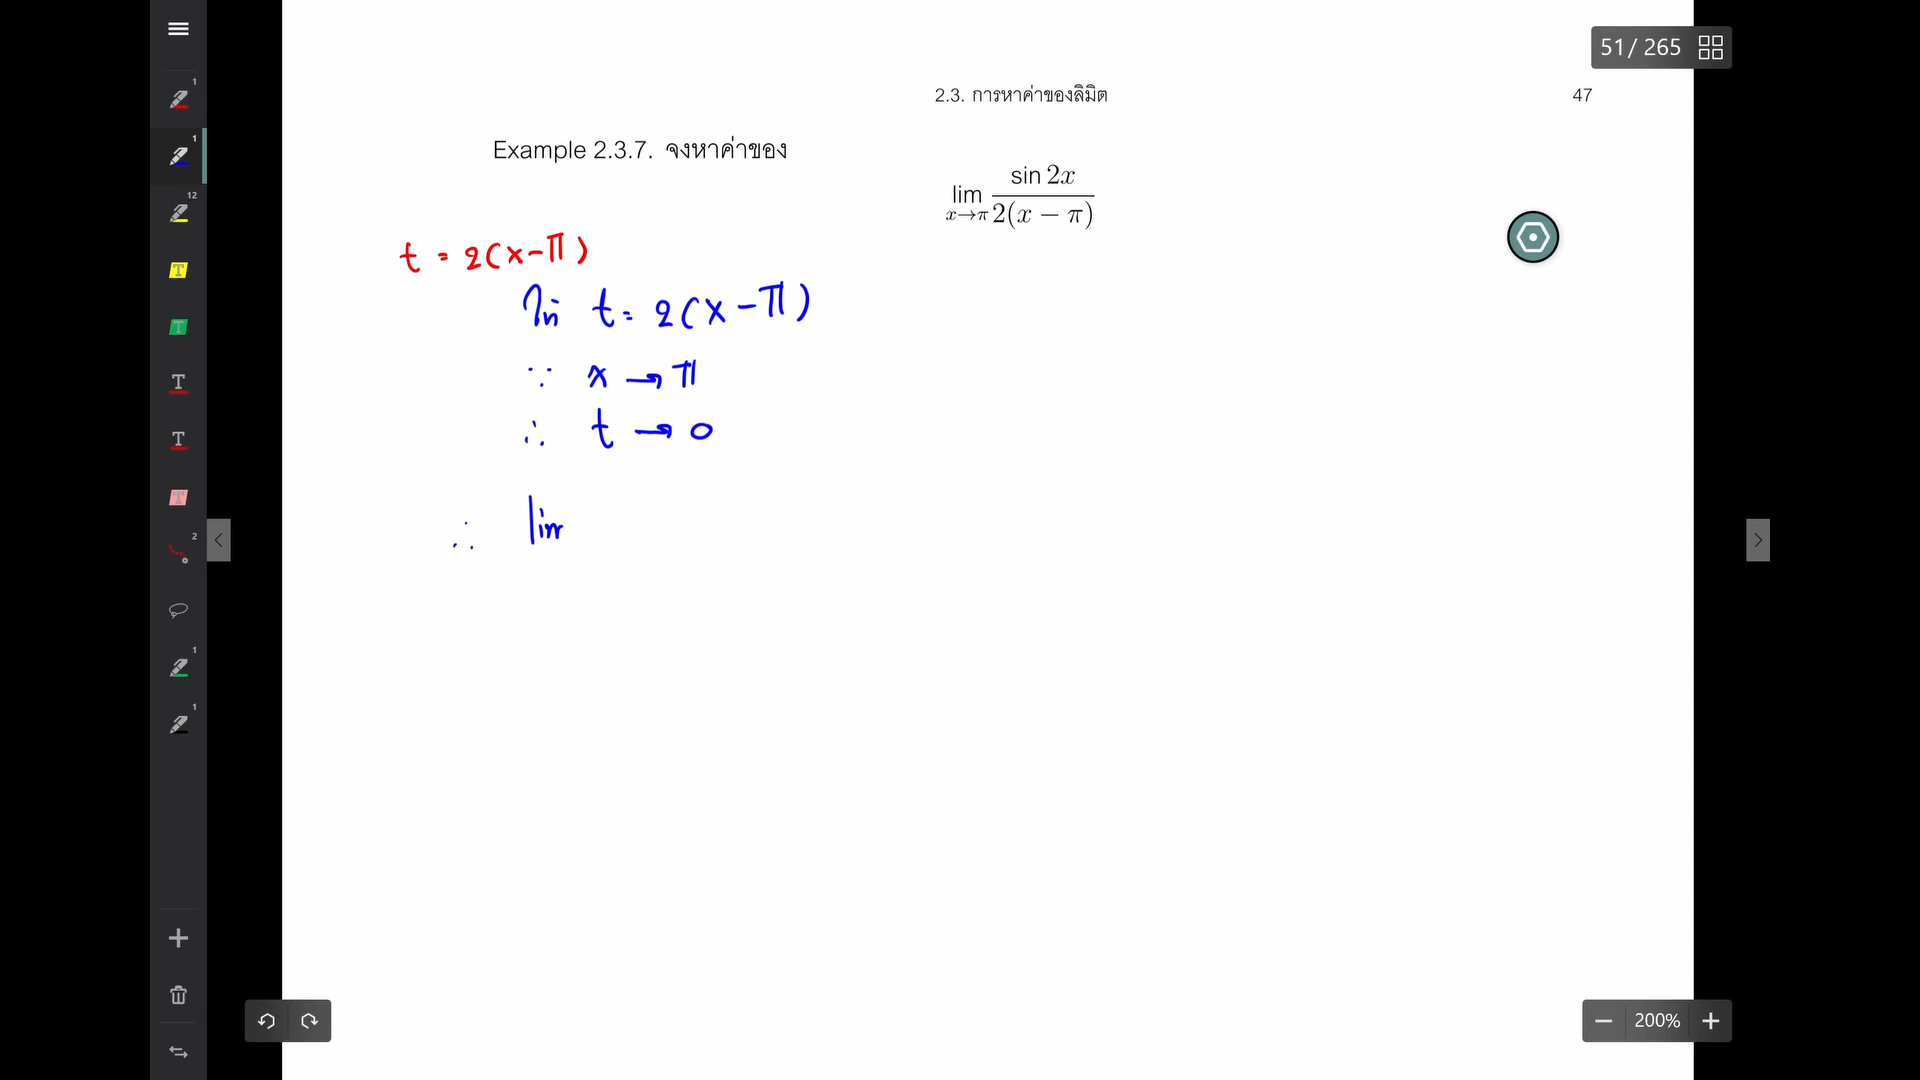 51 / 265
2.3. การหาค่าของลิมิต 47
Example 2.3.7. จงหาค่าของ
lim x→π sin 2x / 2(x − π)
t = 2(x-π)
ให้ t = 2(x-π)
∵ x → π
∴ t → 0
∴ lim
200%